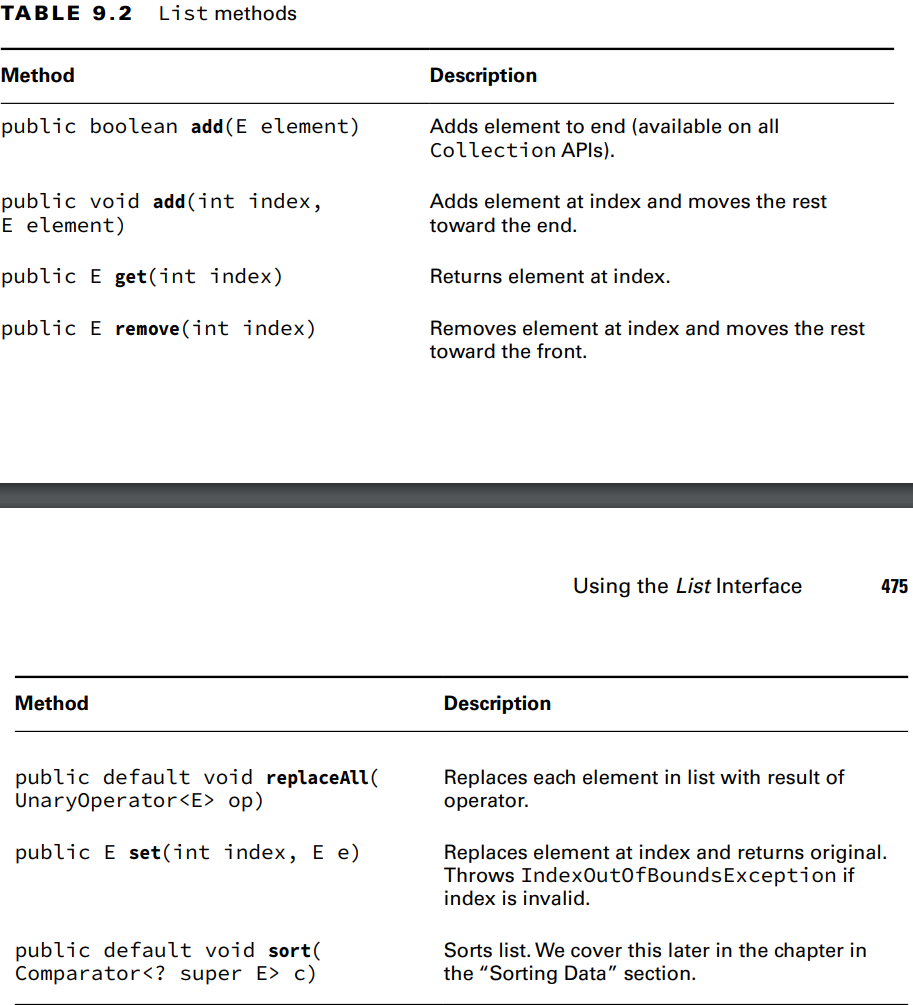 TABLE 9.2 List methods
Method Description
public boolean add(E element) Adds element to end (available on all
Collection APIs).
public void add(int index, Adds element at index and moves the rest
E element) toward the end.
public E get(int index) Returns element at index.
public E remove(int index) Removes element at index and moves the rest
toward the front.
Using the List Interface 475
Method Description
public default void replaceAll( Replaces each element in list with result of
UnaryOperator<E> op) operator.
public E set(int index, E e) Replaces element at index and returns original.
Throws IndexOutOfBoundsException if
index is invalid.
public default void sort( Sorts list. We cover this later in the chapter in
Comparator<? super E> c) the “Sorting Data” section.